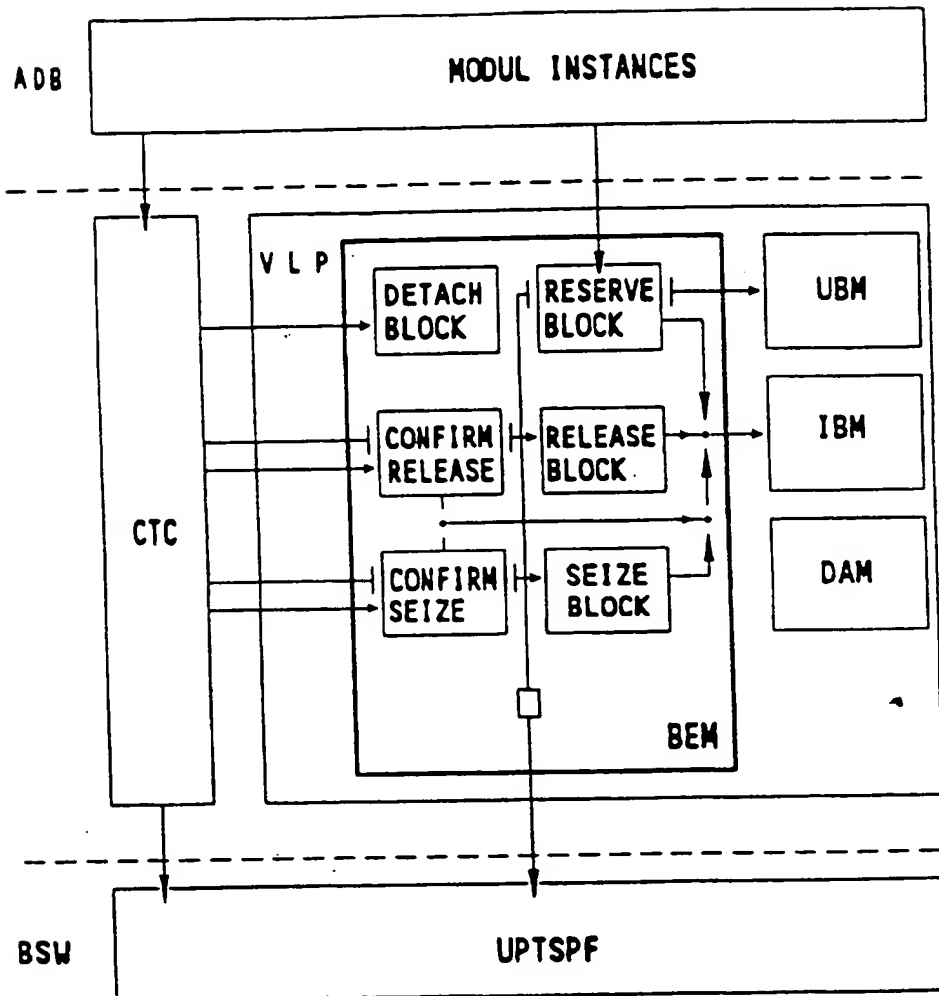 ADB
MODUL INSTANCES
VLP
DETACH
BLOCK
RESERVE
BLOCK
UBM
CONFIRM
RELEASE
RELEASE
BLOCK
IBM
CTC
CONFIRM
SEIZE
SEIZE
BLOCK
DAM
BEM
BSW
UPTSPF